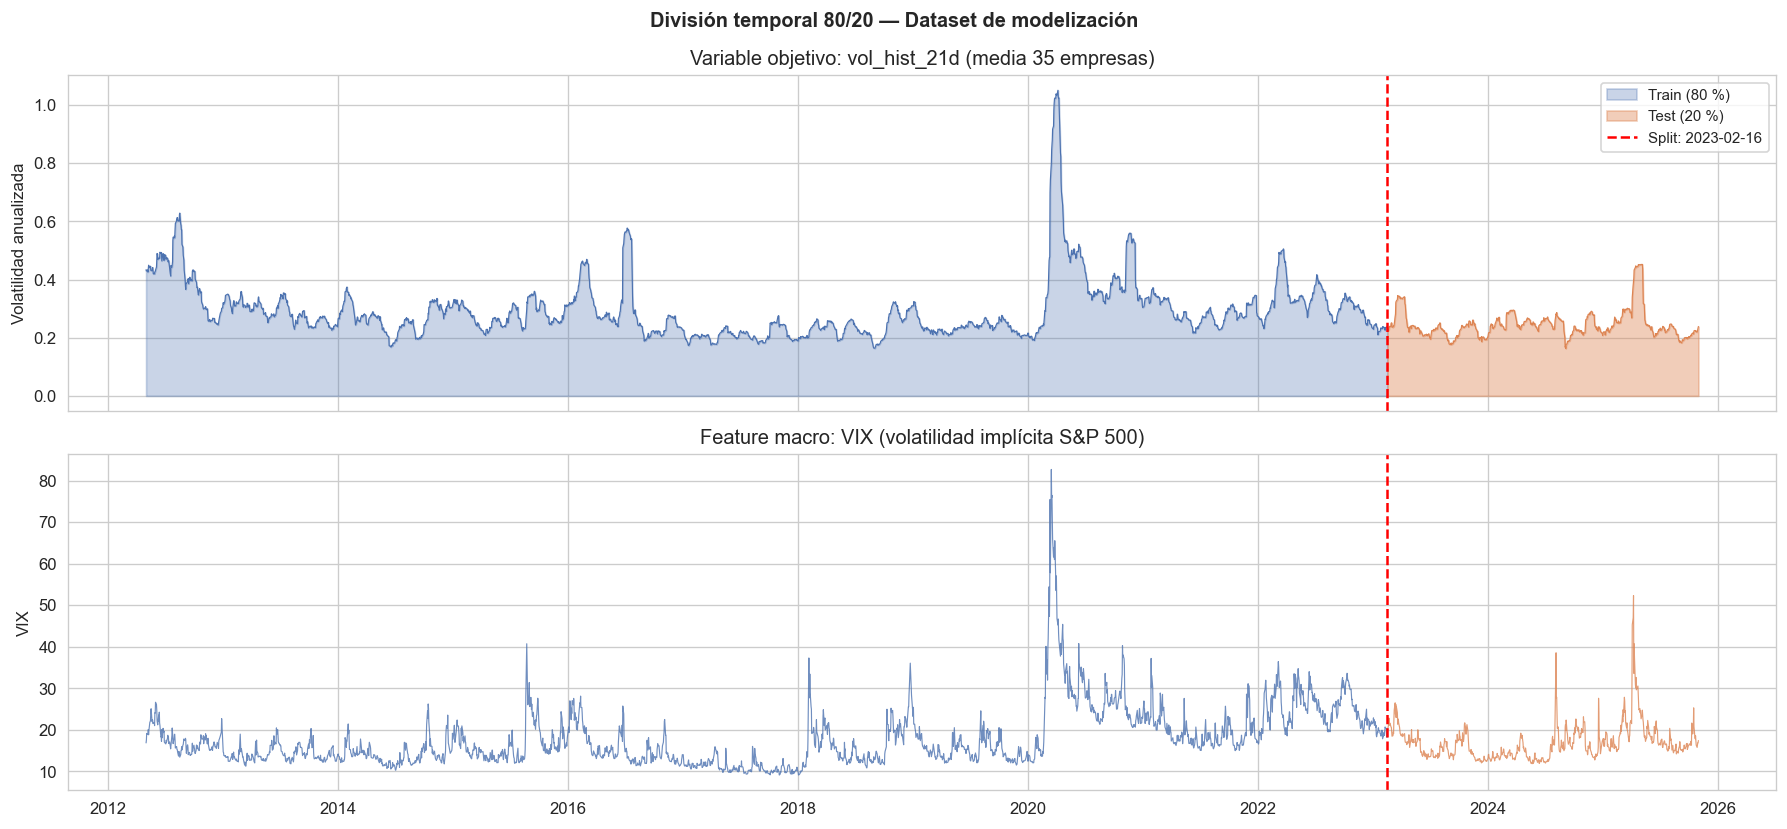 División temporal 80/20 — Dataset de modelización
Variable objetivo: vol_hist_21d (media 35 empresas)
Volatilidad anualizada
1.0
0.8
0.6
0.4
0.2
0.0
Train (80 %)
Test (20 %)
Split: 2023-02-16
Feature macro: VIX (volatilidad implícita S&P 500)
VIX
80
70
60
50
40
30
20
10
2012 2014 2016 2018 2020 2022 2024 2026